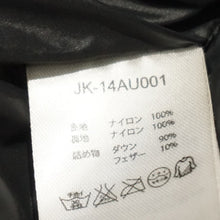 JK-14AU001
表地 ナイロン 100%
裏地 ナイロン 100%
詰め物 ダウン 90%
フェザー 10%